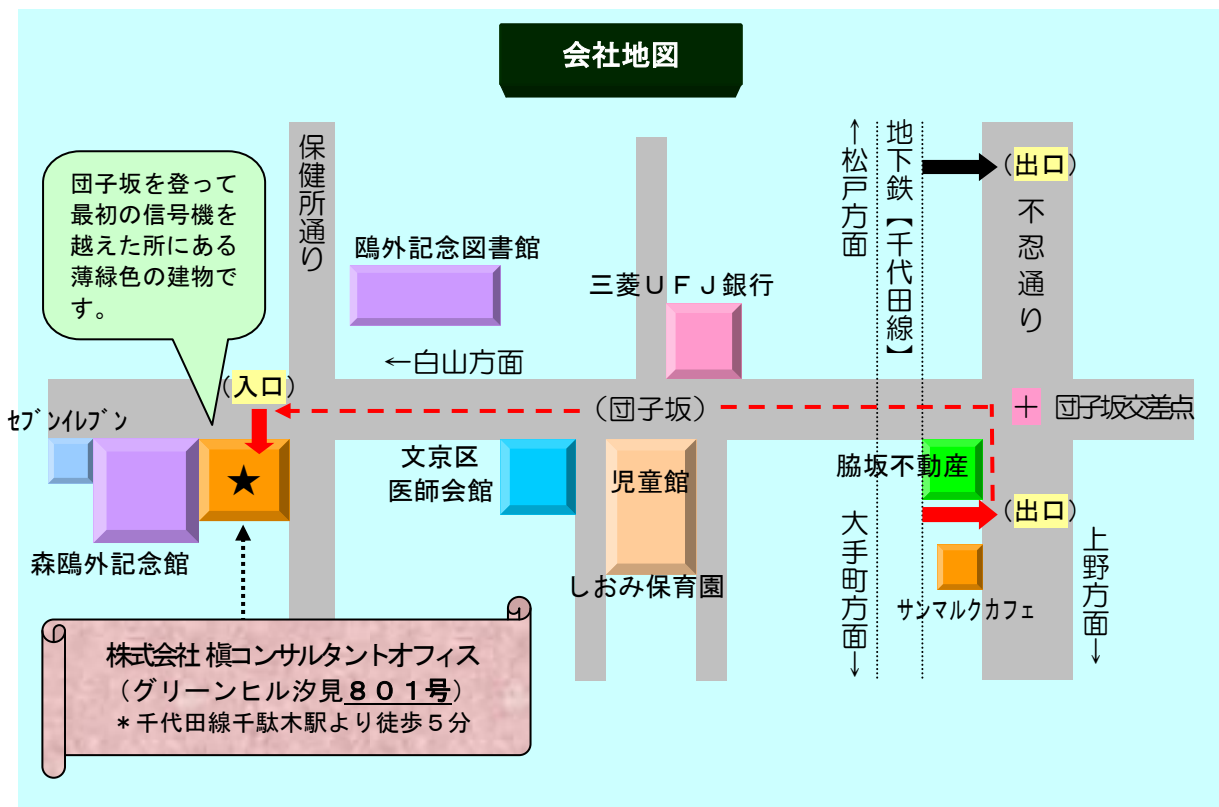 会社地図
保健所通り
↑松戸方面
地下鉄【千代田線】
(出口)
不忍通り
団子坂を登って
最初の信号機を
越えた所にある
薄緑色の建物で
す。
鴎外記念図書館
三菱ＵＦＪ銀行
←白山方面
(入口)
(団子坂)
＋ 団子坂交差点
ｾﾌﾞﾝｲﾚﾌﾞﾝ
★
文京区
医師会館
児童館
脇坂不動産
(出口)
大手町方面→
上野方面→
森鴎外記念館
しおみ保育園
サンマルクカフェ
株式会社 槇コンサルタントオフィス
（グリーンヒル汐見８０１号）
＊千代田線千駄木駅より徒歩５分